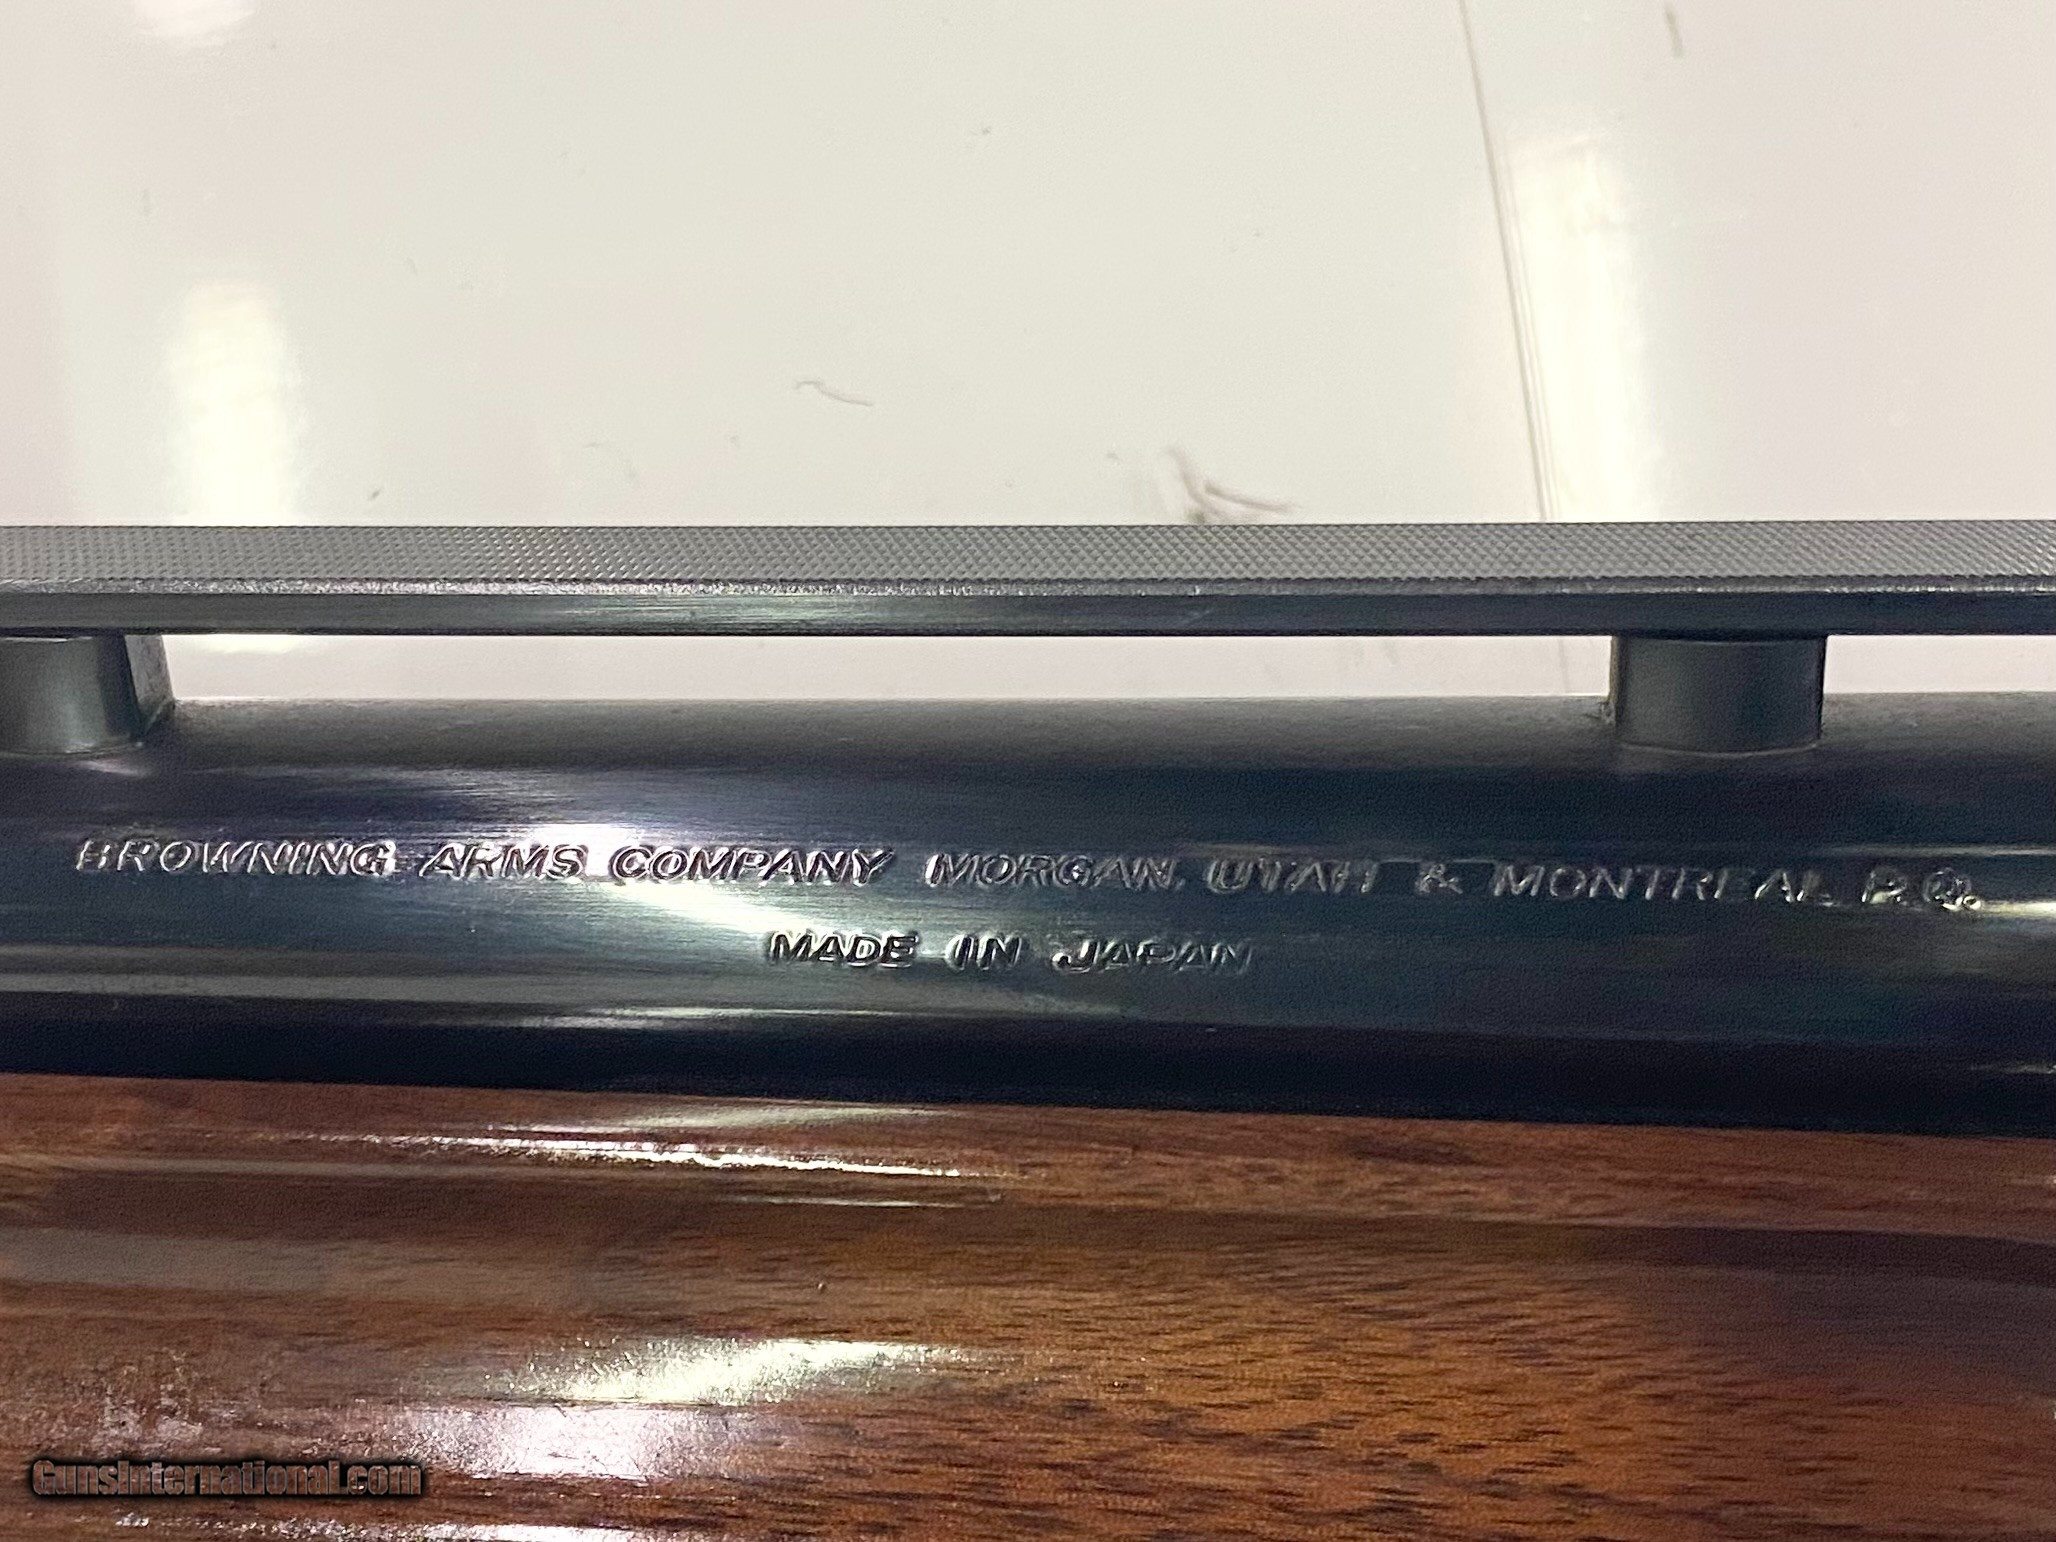 BROWNING ARMS COMPANY MORGAN, UTAH & MONTREAL P.Q.
MADE IN JAPAN
GunsInternational.com